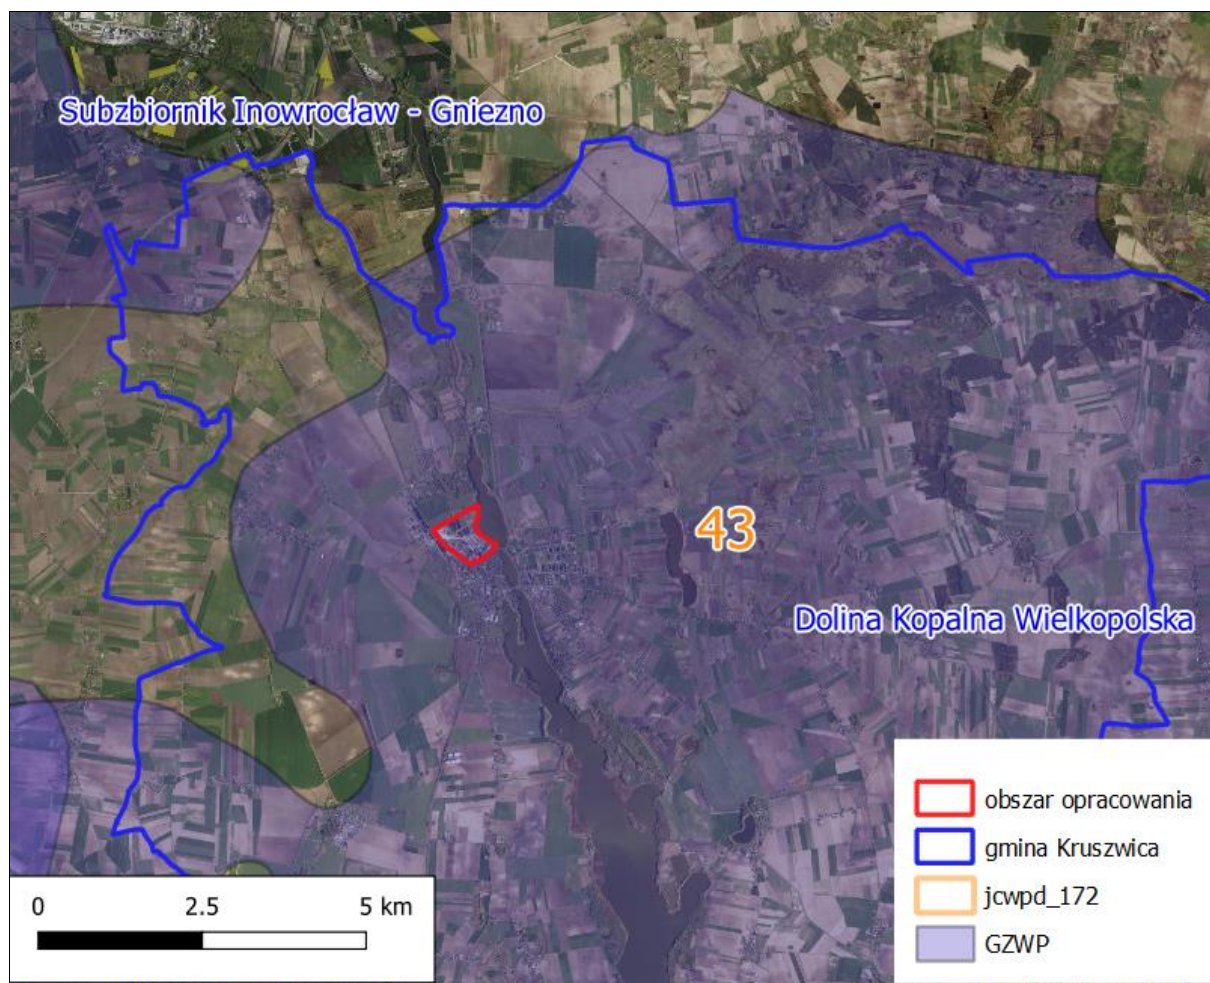 Subzbiornik Inowrocław - Gniezno
43
Dolina Kopalna Wielkopolska
obszar opracowania
gmina Kruszwica
jcwpd_172
GZWP
0 2.5 5 km